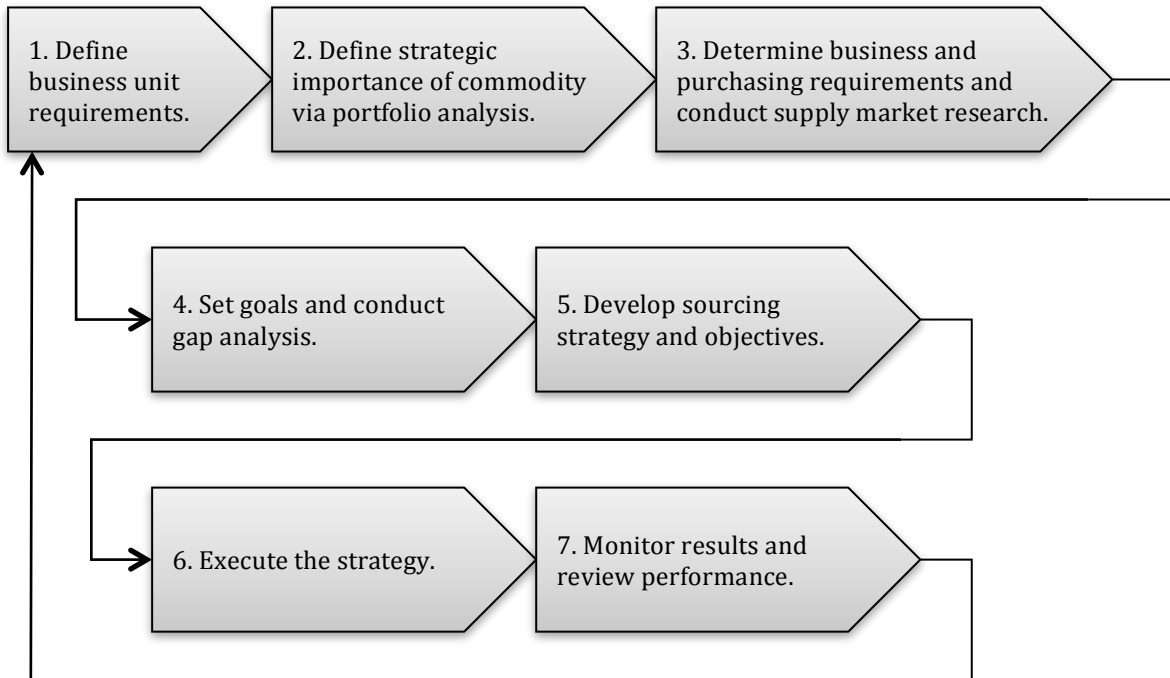 1. Define
business unit
requirements.
2. Define strategic
importance of commodity
via portfolio analysis.
3. Determine business and
purchasing requirements and
conduct supply market research.
4. Set goals and conduct
gap analysis.
5. Develop sourcing
strategy and objectives.
6. Execute the strategy.
7. Monitor results and
review performance.